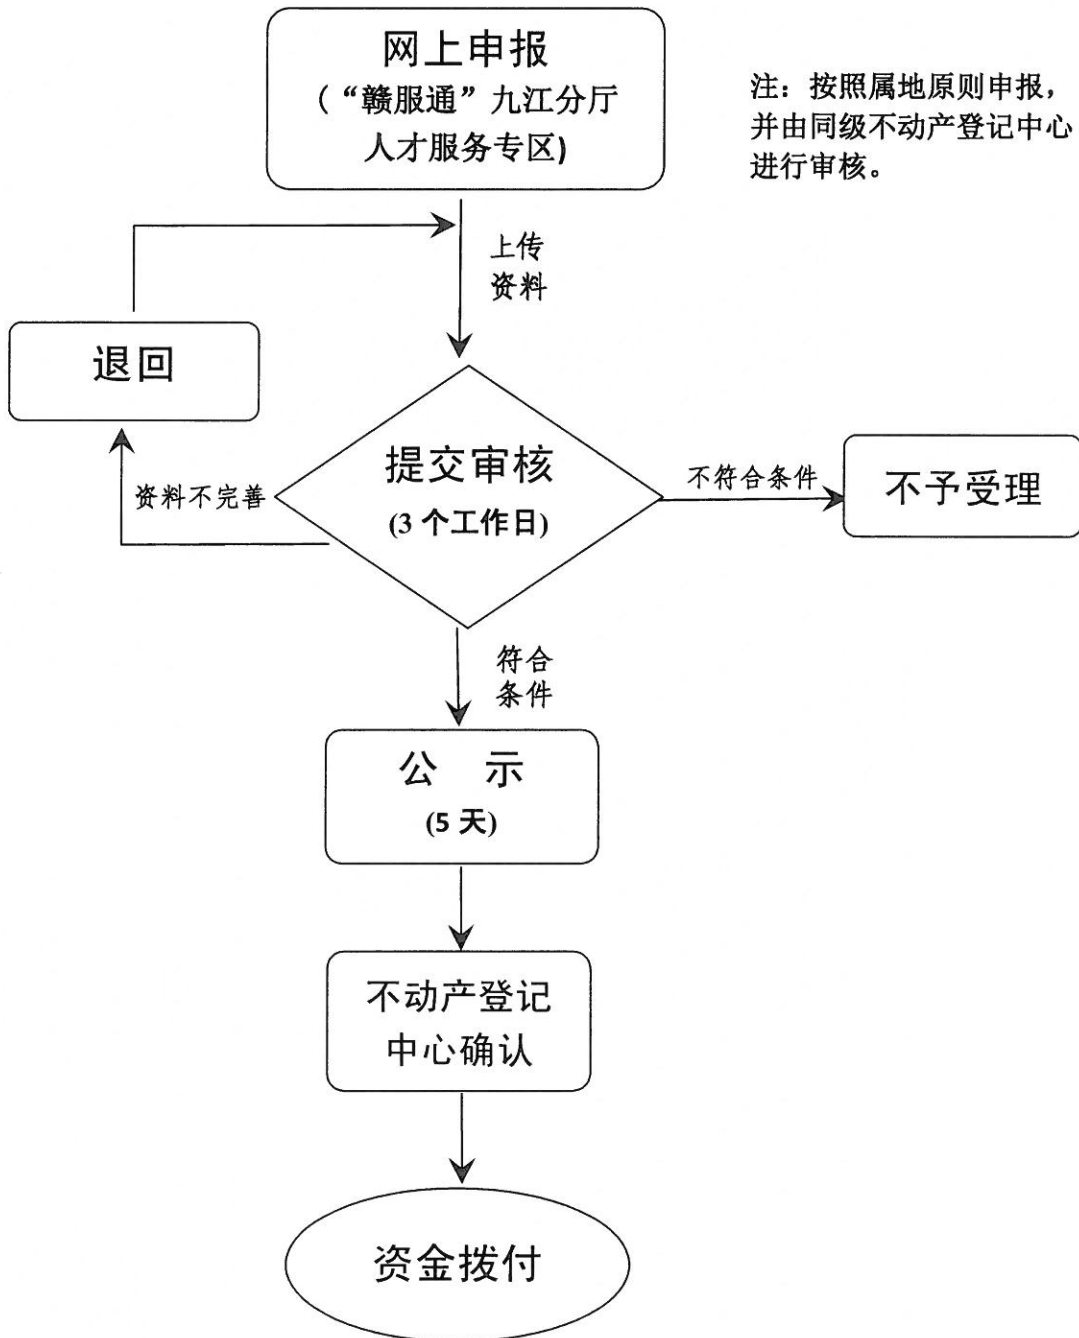 网上申报
（“赣服通”九江分厅
人才服务专区)
注：按照属地原则申报，
并由同级不动产登记中心
进行审核。
上传
资料
退回
提交审核
(3 个工作日)
资料不完善
不符合条件
不予受理
符合
条件
公 示
(5 天)
不动产登记
中心确认
资金拨付